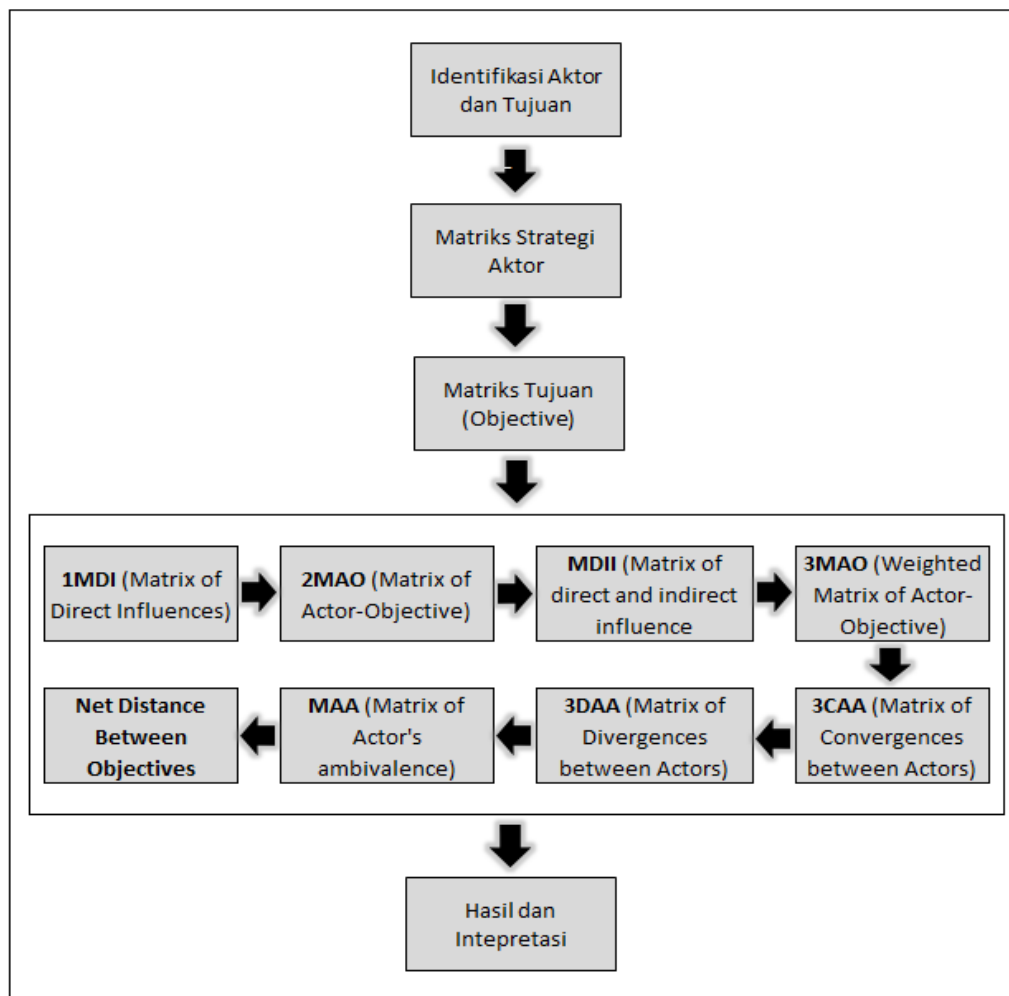 Identifikasi Aktor
dan Tujuan
Matriks Strategi
Aktor
Matriks Tujuan
(Objective)
1MDI (Matrix of
Direct Influences)
2MAO (Matrix of
Actor-Objective)
MDII (Matrix of
direct and indirect
influence
3MAO (Weighted
Matrix of Actor-
Objective)
3CAA (Matrix of
Convergences
between Actors)
3DAA (Matrix of
Divergences
between Actors)
MAA (Matrix of
Actor's
ambivalence)
Net Distance
Between
Objectives
Hasil dan
Intepretasi